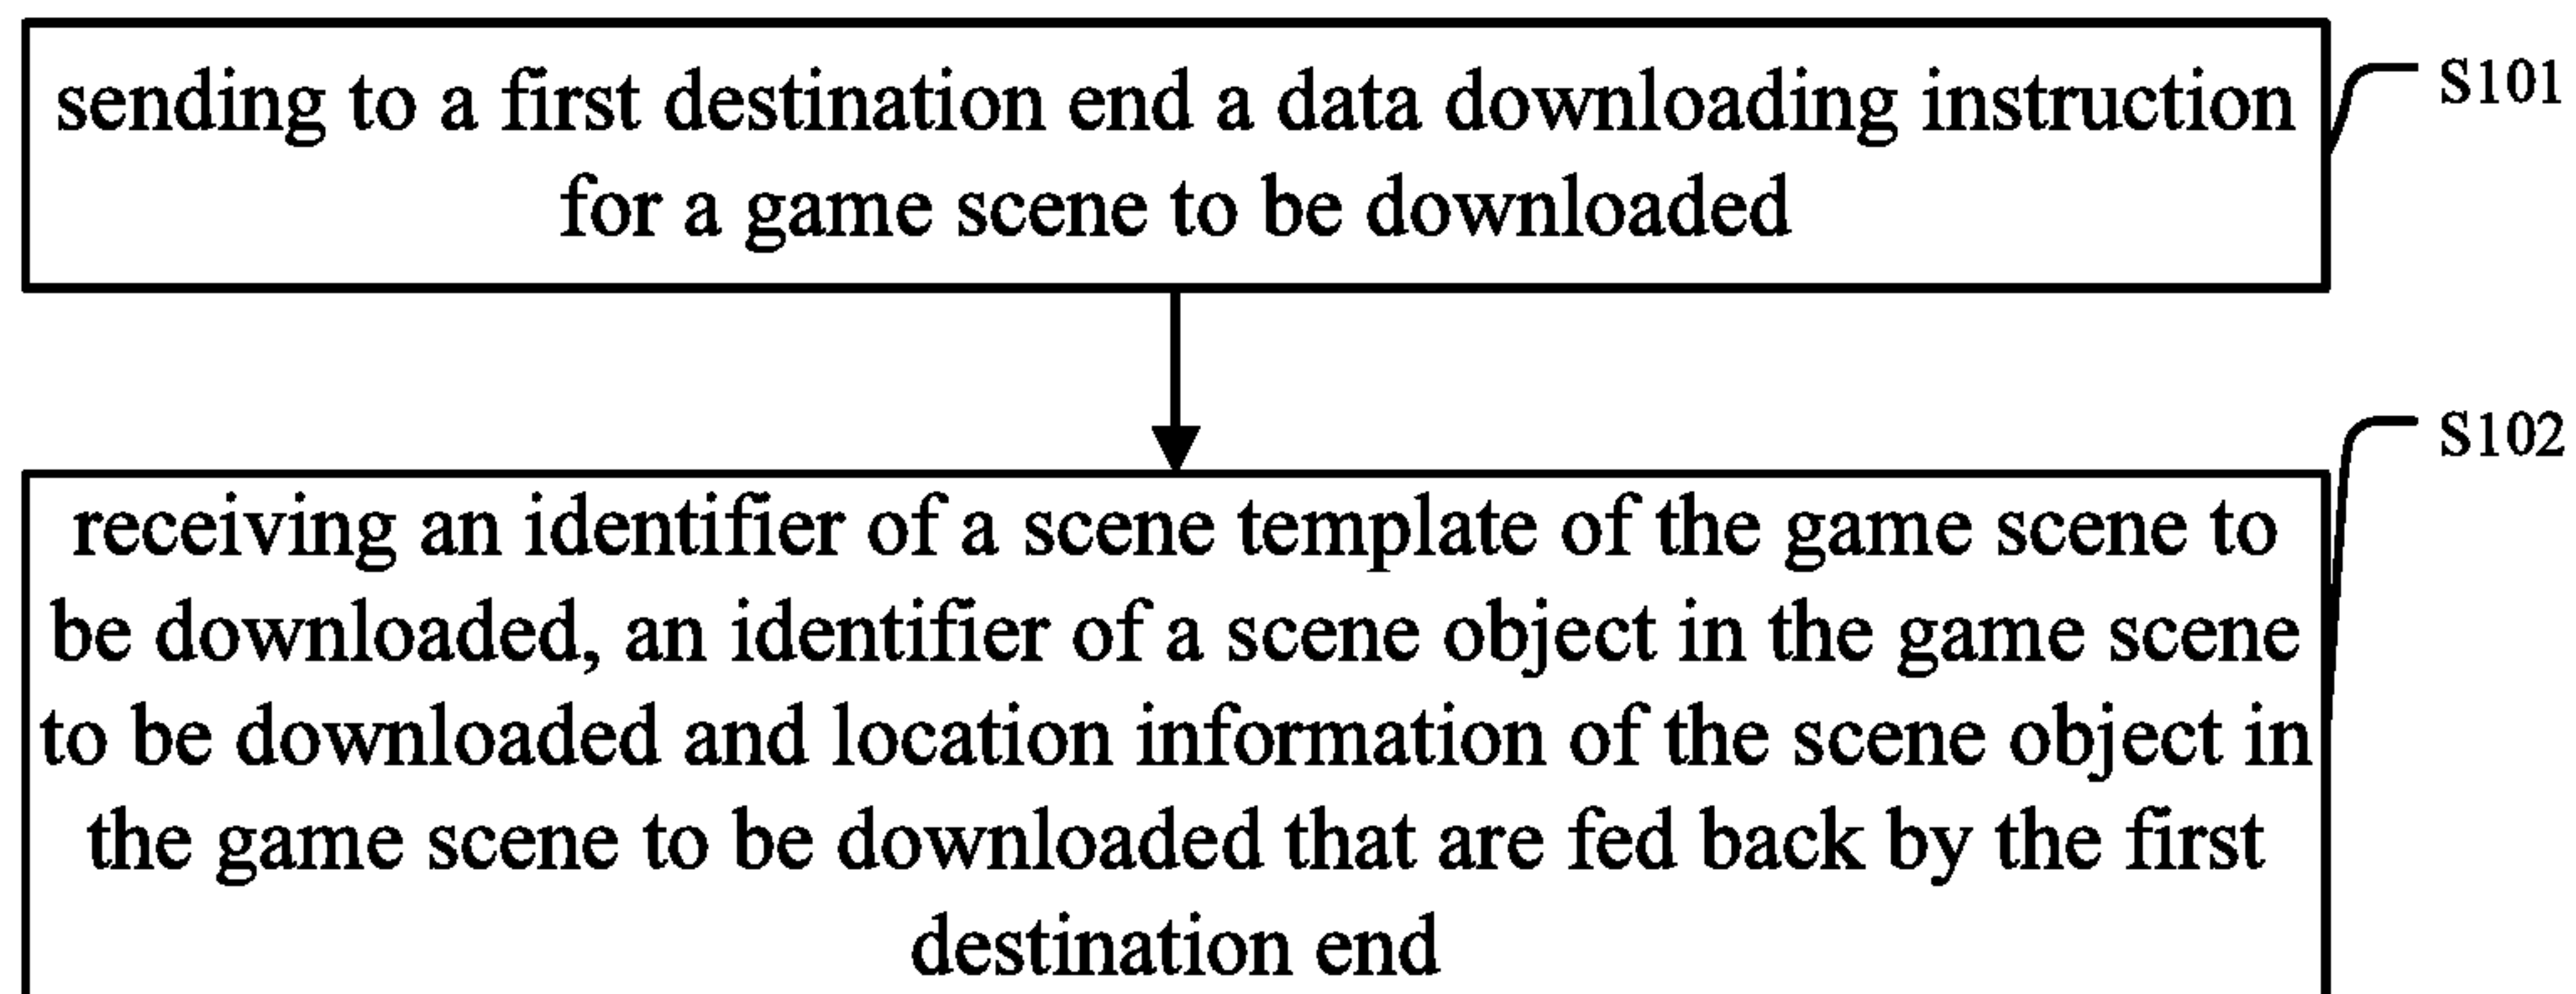 sending to a first destination end a data downloading instruction
for a game scene to be downloaded
S101
receiving an identifier of a scene template of the game scene to
be downloaded, an identifier of a scene object in the game scene
to be downloaded and location information of the scene object in
the game scene to be downloaded that are fed back by the first
destination end
S102